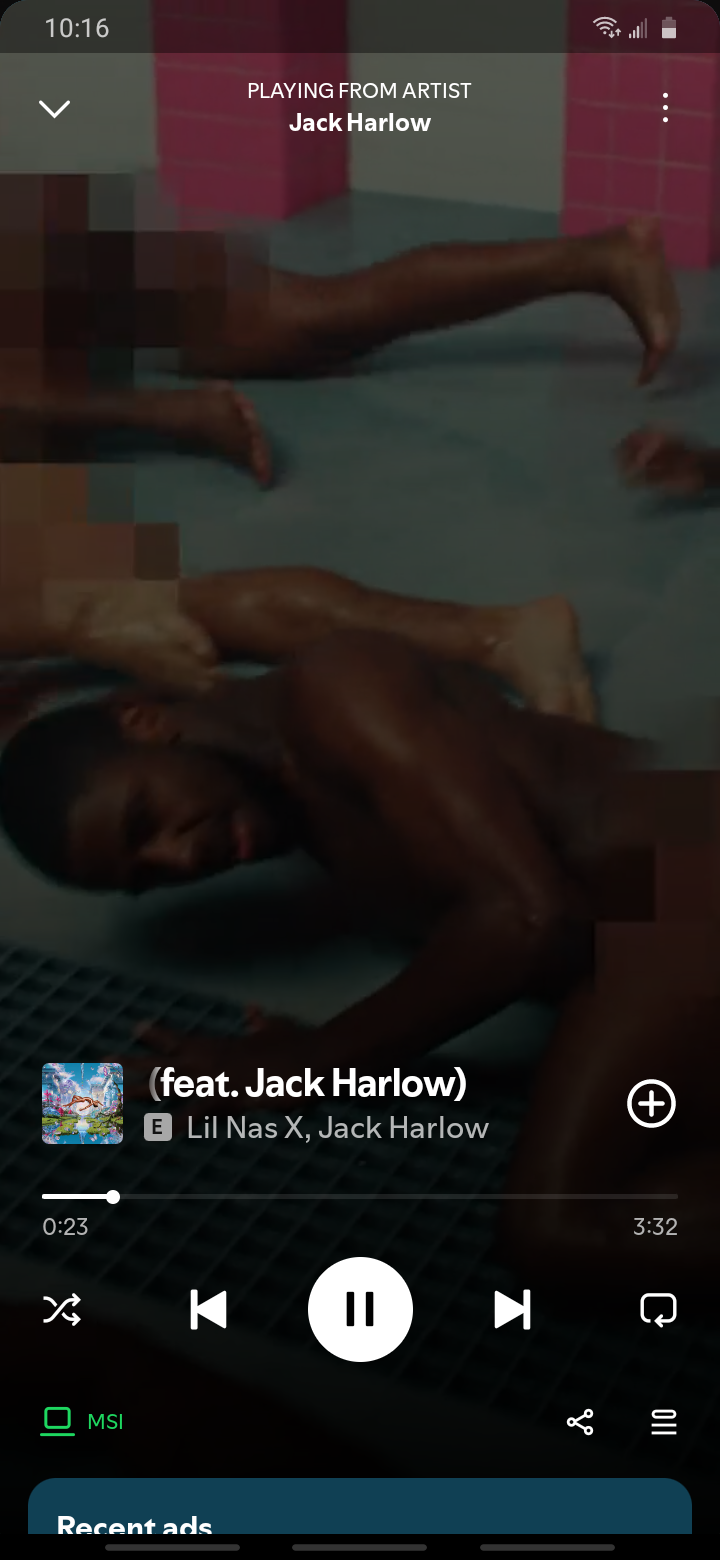 10:16
PLAYING FROM ARTIST
Jack Harlow
(feat. Jack Harlow)
E Lil Nas X, Jack Harlow
0:23
3:32
MSI
Recent ads